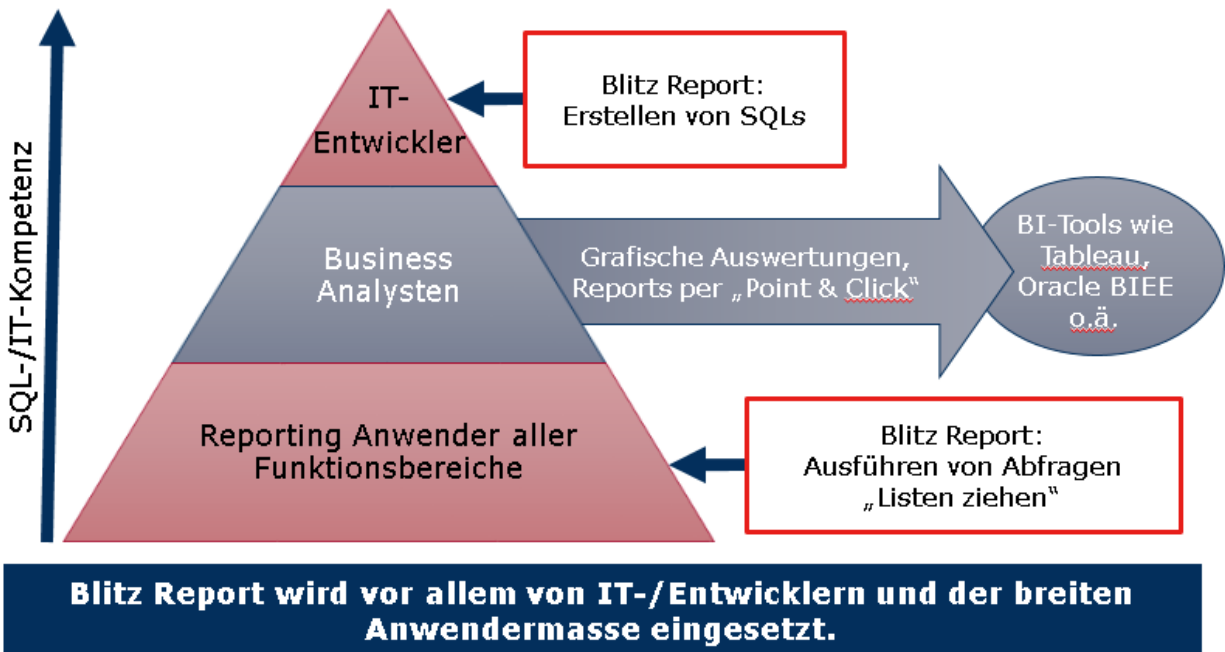 SQL-/IT-Kompetenz
IT-
Entwickler
Blitz Report:
Erstellen von SQLs
Business
Analysten
Grafische Auswertungen,
Reports per „Point & Click“
BI-Tools wie
Tableau,
Oracle BIEE
o.ä.
Reporting Anwender aller
Funktionsbereiche
Blitz Report:
Ausführen von Abfragen
„Listen ziehen“
Blitz Report wird vor allem von IT-/Entwicklern und der breiten
Anwendermasse eingesetzt.